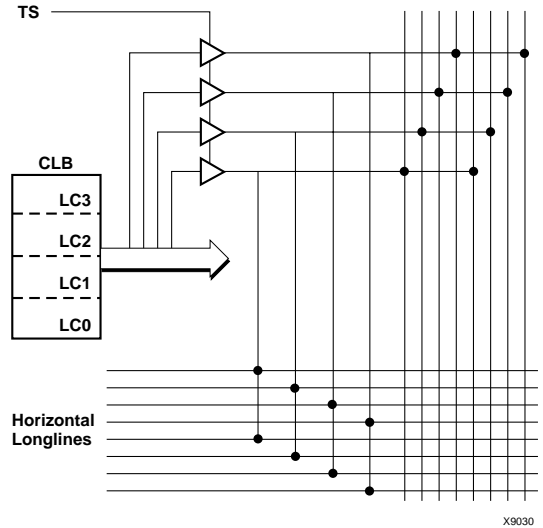 TS
CLB
LC3
LC2
LC1
LC0
Horizontal
Longlines
X9030